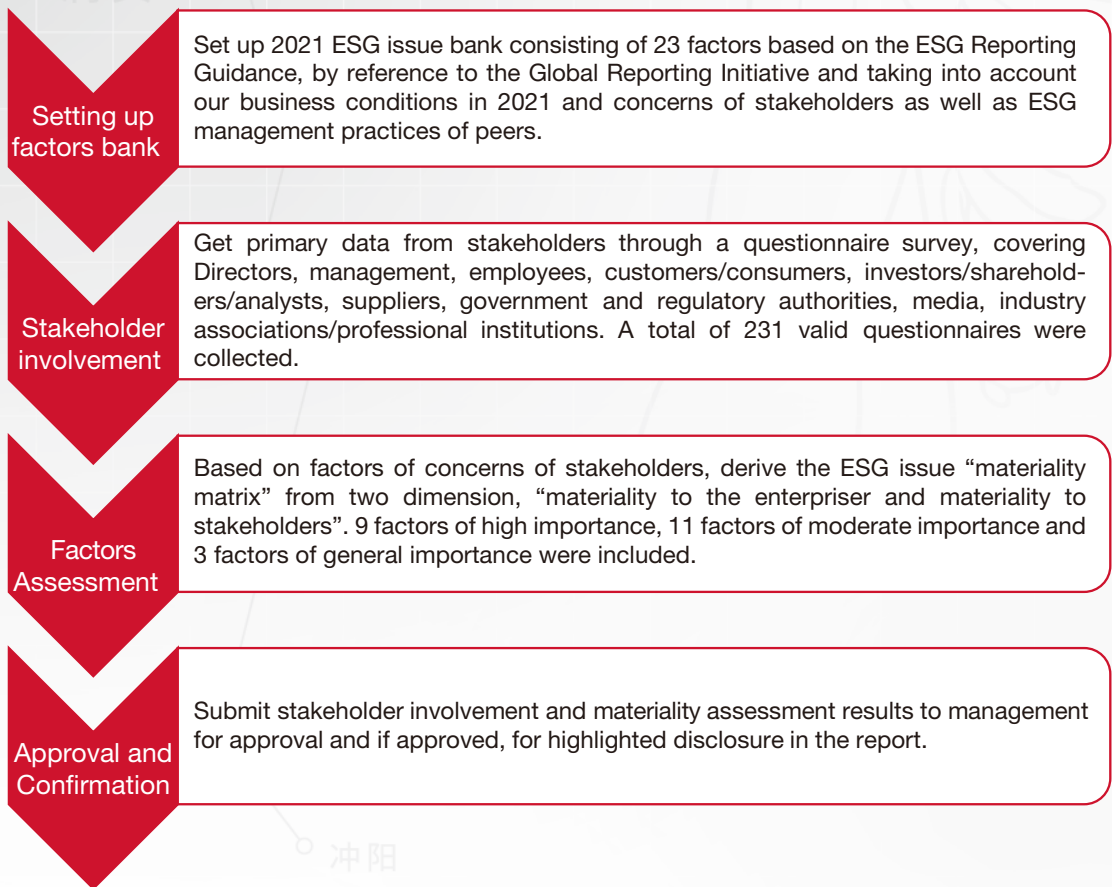 Setting up
factors bank
Set up 2021 ESG issue bank consisting of 23 factors based on the ESG Reporting
Guidance, by reference to the Global Reporting Initiative and taking into account
our business conditions in 2021 and concerns of stakeholders as well as ESG
management practices of peers.
Stakeholder
involvement
Get primary data from stakeholders through a questionnaire survey, covering
Directors, management, employees, customers/consumers, investors/sharehold-
ers/analysts, suppliers, government and regulatory authorities, media, industry
associations/professional institutions. A total of 231 valid questionnaires were
collected.
Factors
Assessment
Based on factors of concerns of stakeholders, derive the ESG issue “materiality
matrix” from two dimension, “materiality to the enterpriser and materiality to
stakeholders”. 9 factors of high importance, 11 factors of moderate importance and
3 factors of general importance were included.
Approval and
Confirmation
Submit stakeholder involvement and materiality assessment results to management
for approval and if approved, for highlighted disclosure in the report.
冲阳